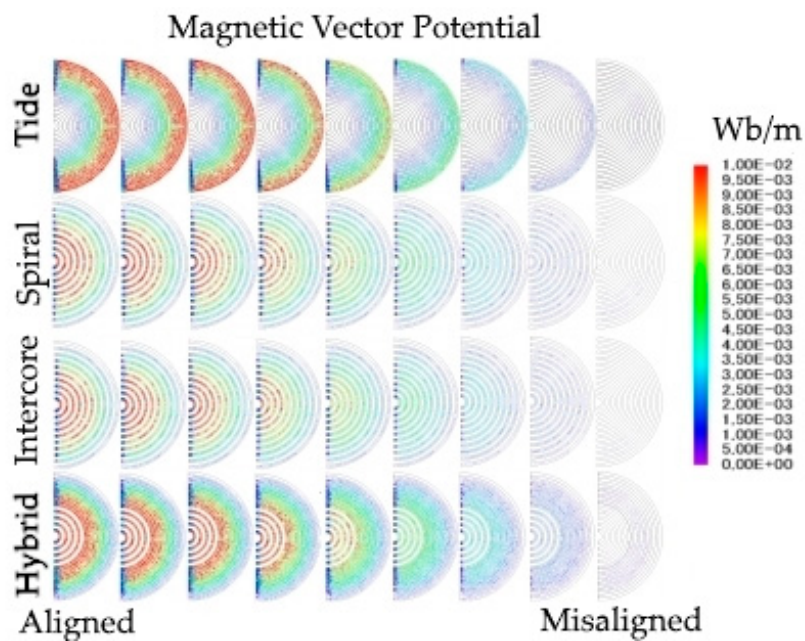 Magnetic Vector Potential
Tide
Spiral
Intercore
Hybrid
Aligned
Misaligned
Wb/m
1.00E-02
9.50E-03
9.00E-03
8.50E-03
8.00E-03
7.50E-03
7.00E-03
6.50E-03
6.00E-03
5.50E-03
5.00E-03
4.50E-03
4.00E-03
3.50E-03
3.00E-03
2.50E-03
2.00E-03
1.50E-03
1.00E-03
5.00E-04
0.00E+00